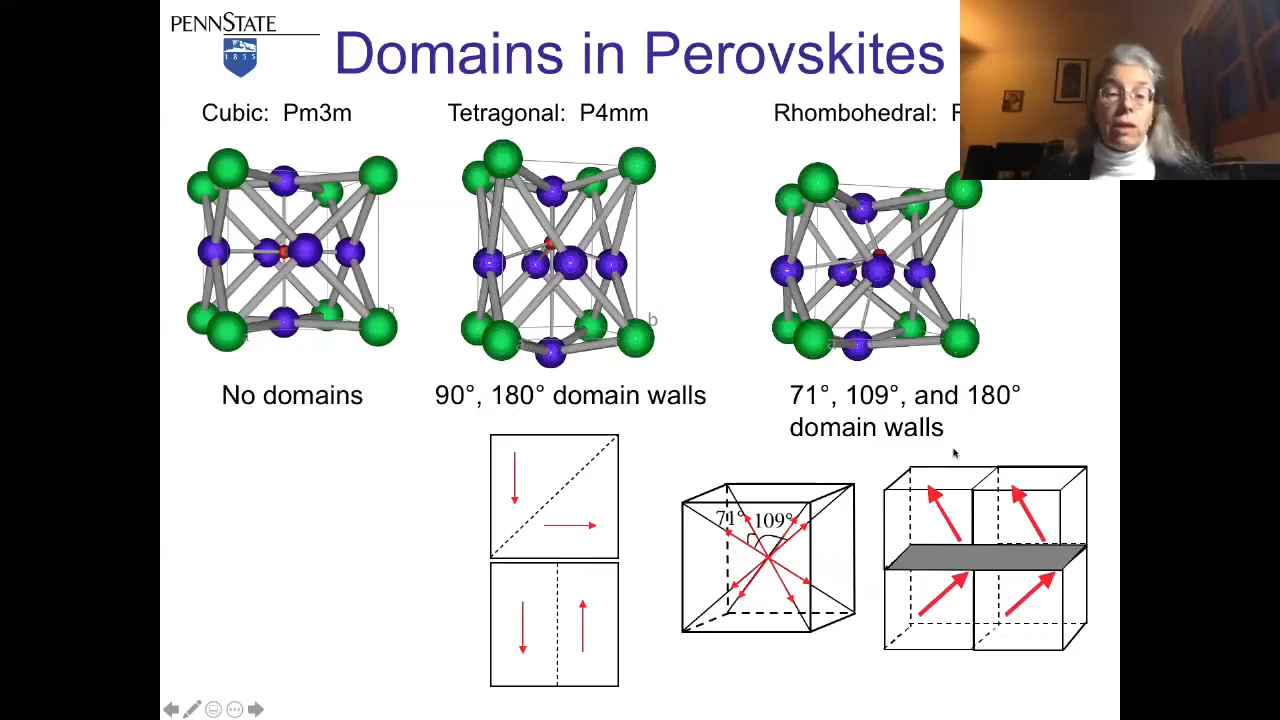 PENNSTATE
1855
Domains in Perovskites
Cubic: Pm3m
Tetragonal: P4mm
Rhombohedral:
b
a
b
b
a
No domains
90°, 180° domain walls
71°, 109°, and 180°
domain walls
71°
109°